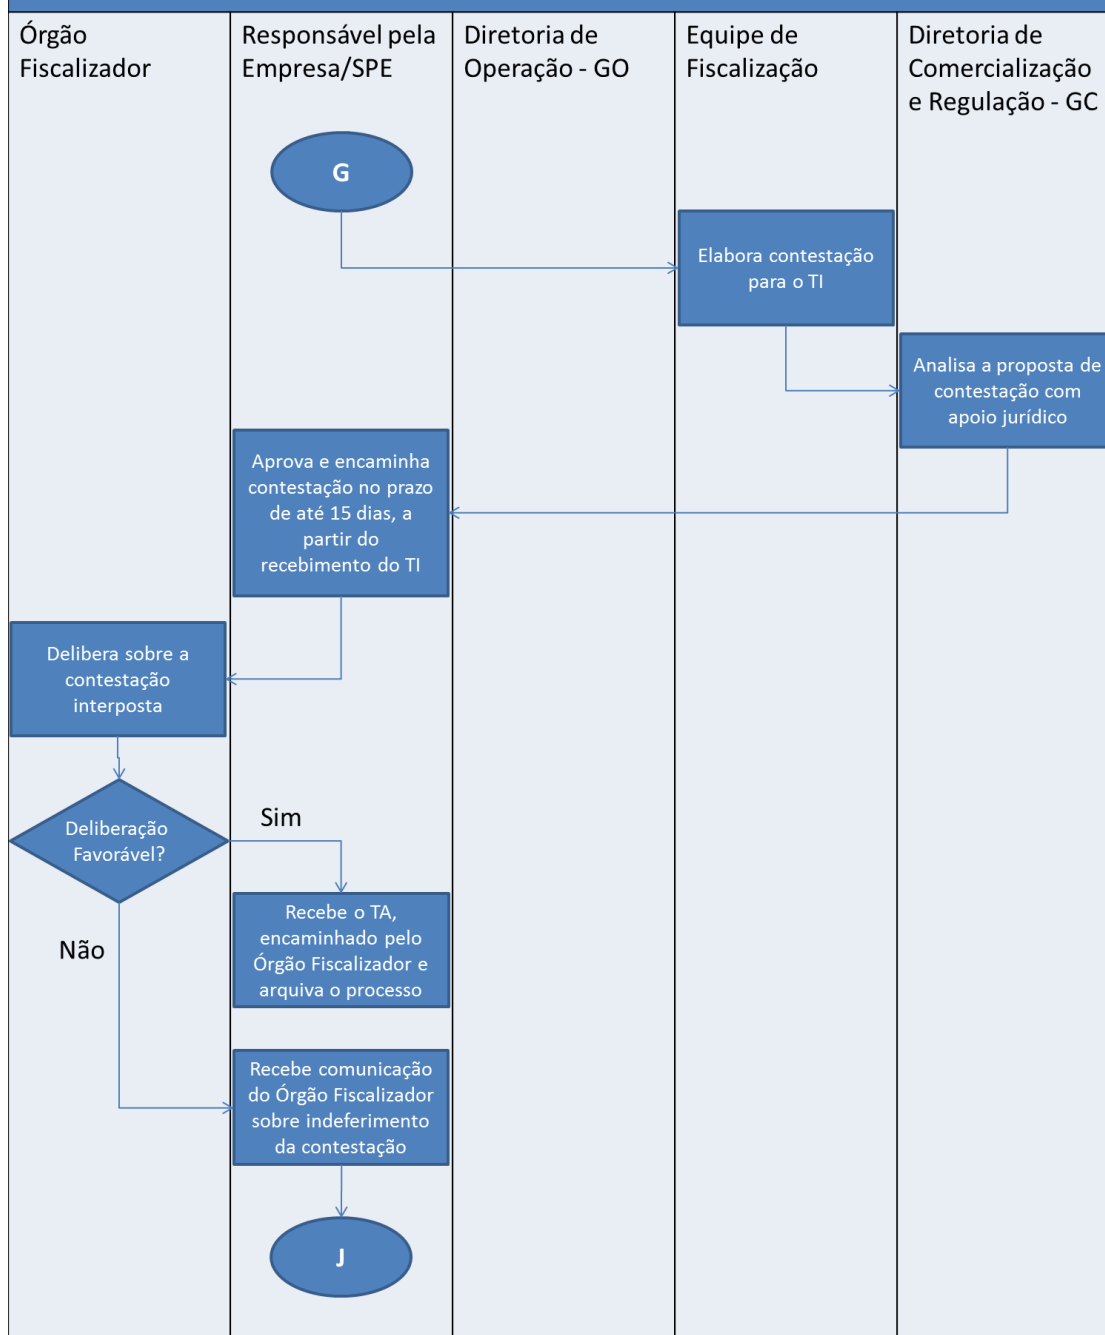 Órgão
Fiscalizador
Responsável pela
Empresa/SPE
Diretoria de
Operação - GO
Equipe de
Fiscalização
Diretoria de
Comercialização
e Regulação - GC
G
Elabora contestação
para o TI
Analisa a proposta de
contestação com
apoio jurídico
Aprova e encaminha
contestação no prazo
de até 15 dias, a
partir do
recebimento do TI
Delibera sobre a
contestação
interposta
Deliberação
Favorável?
Sim
Não
Recebe o TA,
encaminhado pelo
Órgão Fiscalizador e
arquiva o processo
Recebe comunicação
do Órgão Fiscalizador
sobre indeferimento
da contestação
J